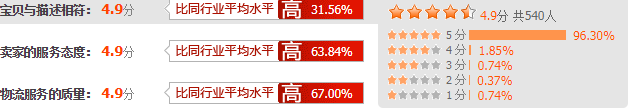 宝贝与描述相符： 4.9分 比同行业平均水平 高 31.56%
卖家的服务态度： 4.9分 比同行业平均水平 高 63.84%
物流服务的质量： 4.9分 比同行业平均水平 高 67.00%
4.9分 共540人
5分 96.30%
4分 1.85%
3分 0.74%
2分 0.37%
1分 0.74%